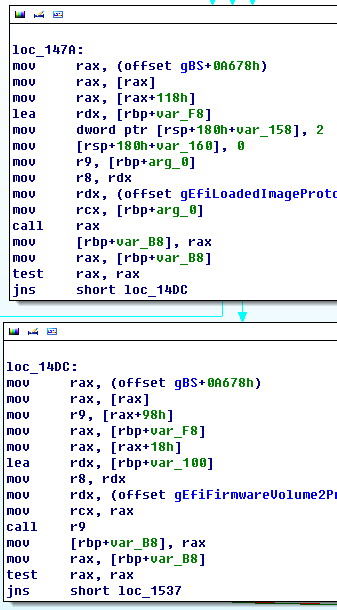 loc_147A:
mov rax, (offset gBS+0A678h)
mov rax, [rax]
mov rax, [rax+118h]
lea rdx, [rbp+var_F8]
mov dword ptr [rsp+180h+var_158], 2
mov [rsp+180h+var_160], 0
mov r9, [rbp+arg_0]
mov r8, rdx
mov rdx, (offset gEfiLoadedImageProto
mov rcx, [rbp+arg_0]
call rax
mov [rbp+var_B8], rax
mov rax, [rbp+var_B8]
test rax, rax
jns short loc_14DC
loc_14DC:
mov rax, (offset gBS+0A678h)
mov rax, [rax]
mov r9, [rax+98h]
mov rax, [rbp+var_F8]
mov rax, [rax+18h]
lea rdx, [rbp+var_100]
mov r8, rdx
mov rdx, (offset gEfiFirmwareVolume2Pr
mov rcx, rax
call r9
mov [rbp+var_B8], rax
mov rax, [rbp+var_B8]
test rax, rax
jns short loc_1537